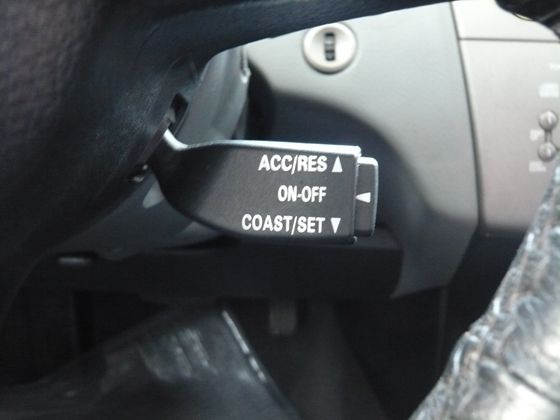 ACC/RES ▲
ON-OFF ◀
COAST/SET ▼